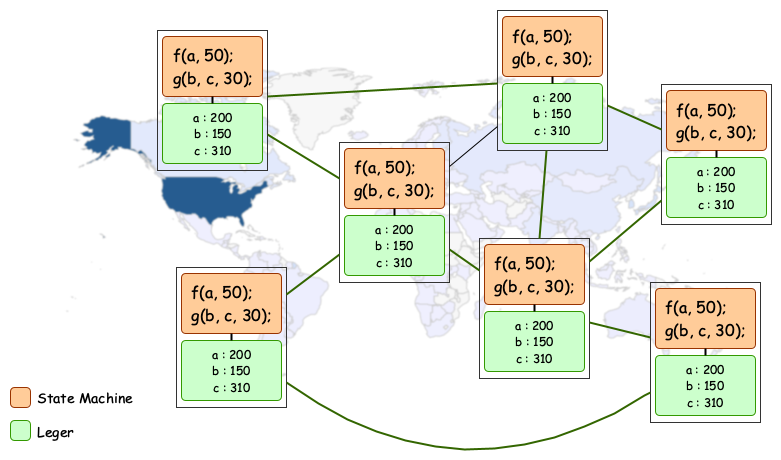 f(a, 50);
g(b, c, 30);
a : 200
b : 150
c : 310
f(a, 50);
g(b, c, 30);
a : 200
b : 150
c : 310
f(a, 50);
g(b, c, 30);
a : 200
b : 150
c : 310
f(a, 50);
g(b, c, 30);
a : 200
b : 150
c : 310
f(a, 50);
g(b, c, 30);
a : 200
b : 150
c : 310
f(a, 50);
g(b, c, 30);
a : 200
b : 150
c : 310
f(a, 50);
g(b, c, 30);
a : 200
b : 150
c : 310
State Machine
Leger